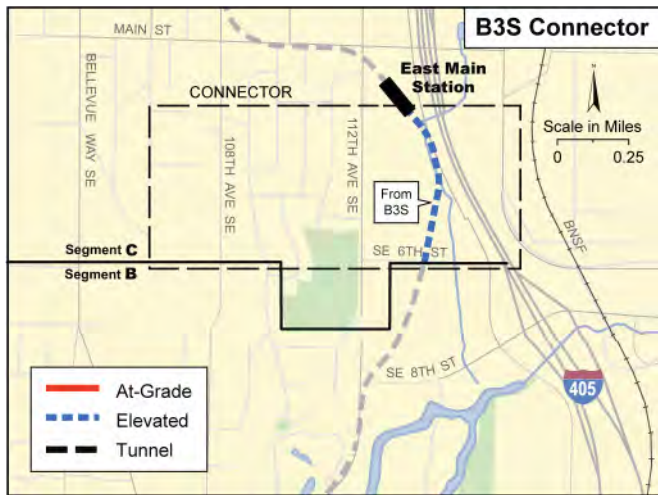 B3S Connector
MAIN ST
BELLEVUE WAY SE
CONNECTOR
East Main
Station
108TH AVE SE
112TH AVE SE
N
Scale in Miles
0 0.25
From
B3S
BNSF
Segment C
Segment B
SE 6TH ST
SE 8TH ST
405
At-Grade
Elevated
Tunnel